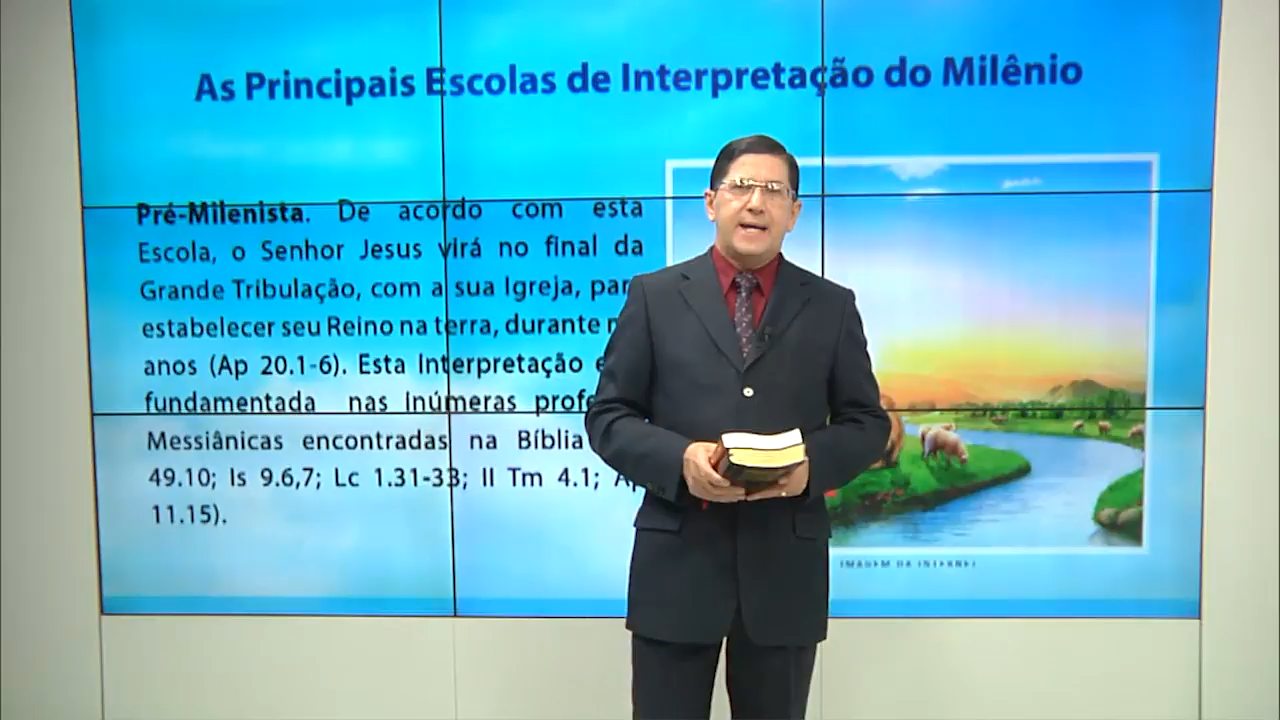 As Principais Escolas de Interpretação do Milênio
Pré-Milenista. De acordo com esta
Escola, o Senhor Jesus virá no final da
Grande Tribulação, com a sua Igreja,
estabelecer seu Reino na terra, durante
anos (Ap 20.1-6). Esta Interpretação
fundamentada nas inúmeras
Messiânicas encontradas na Bíblia
49.10; Is 9.6,7; Lc 1.31-33; II Tm 4.1;
11.15).
IMAGEM DA INTERNET